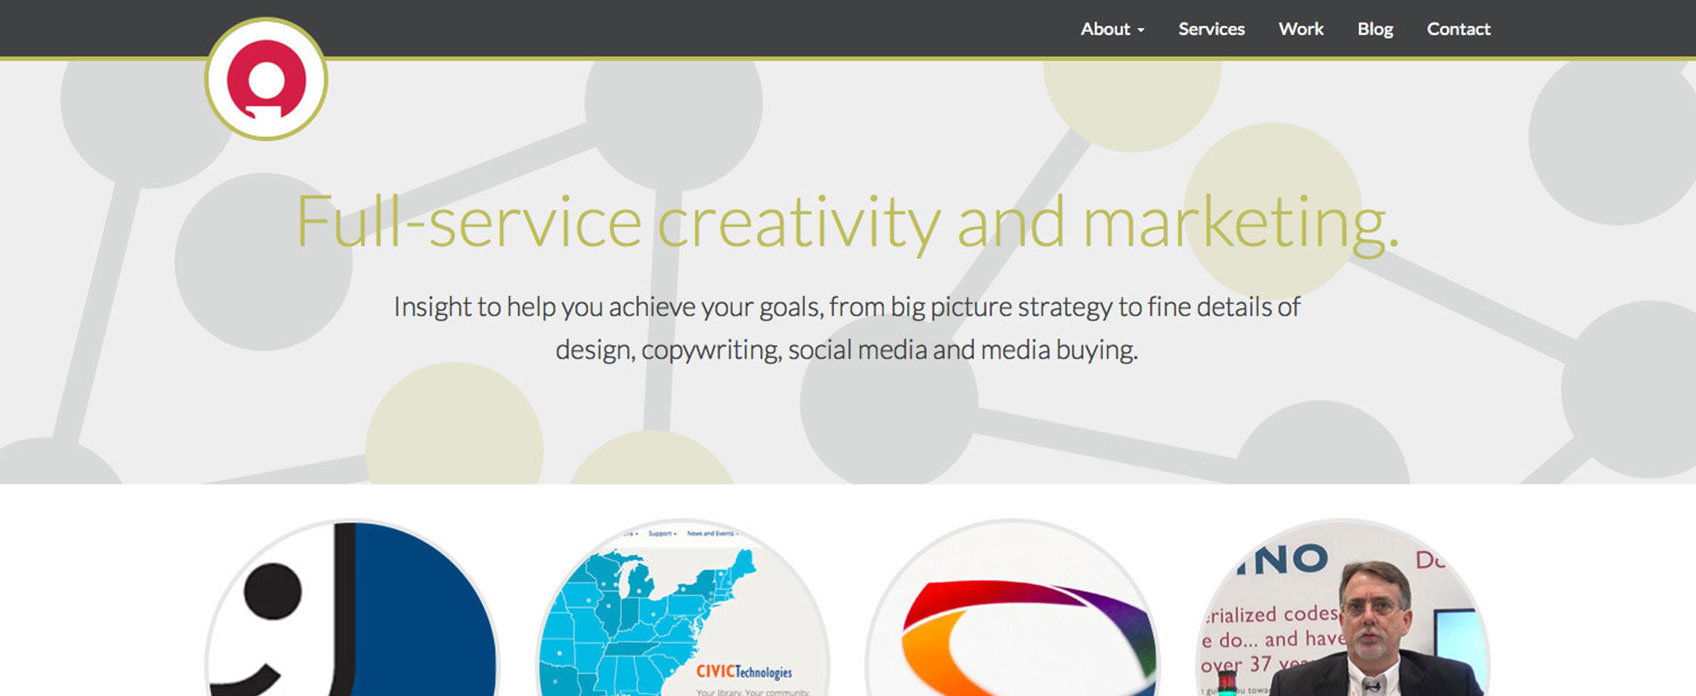 About
Services
Work
Blog
Contact
Full-service creativity and marketing.
Insight to help you achieve your goals, from big picture strategy to fine details of
design, copywriting, social media and media buying.
Support
News and Events
CIVICTechnologies
Your library. Your community.
NO
rialized codes
e do... and have
over 37